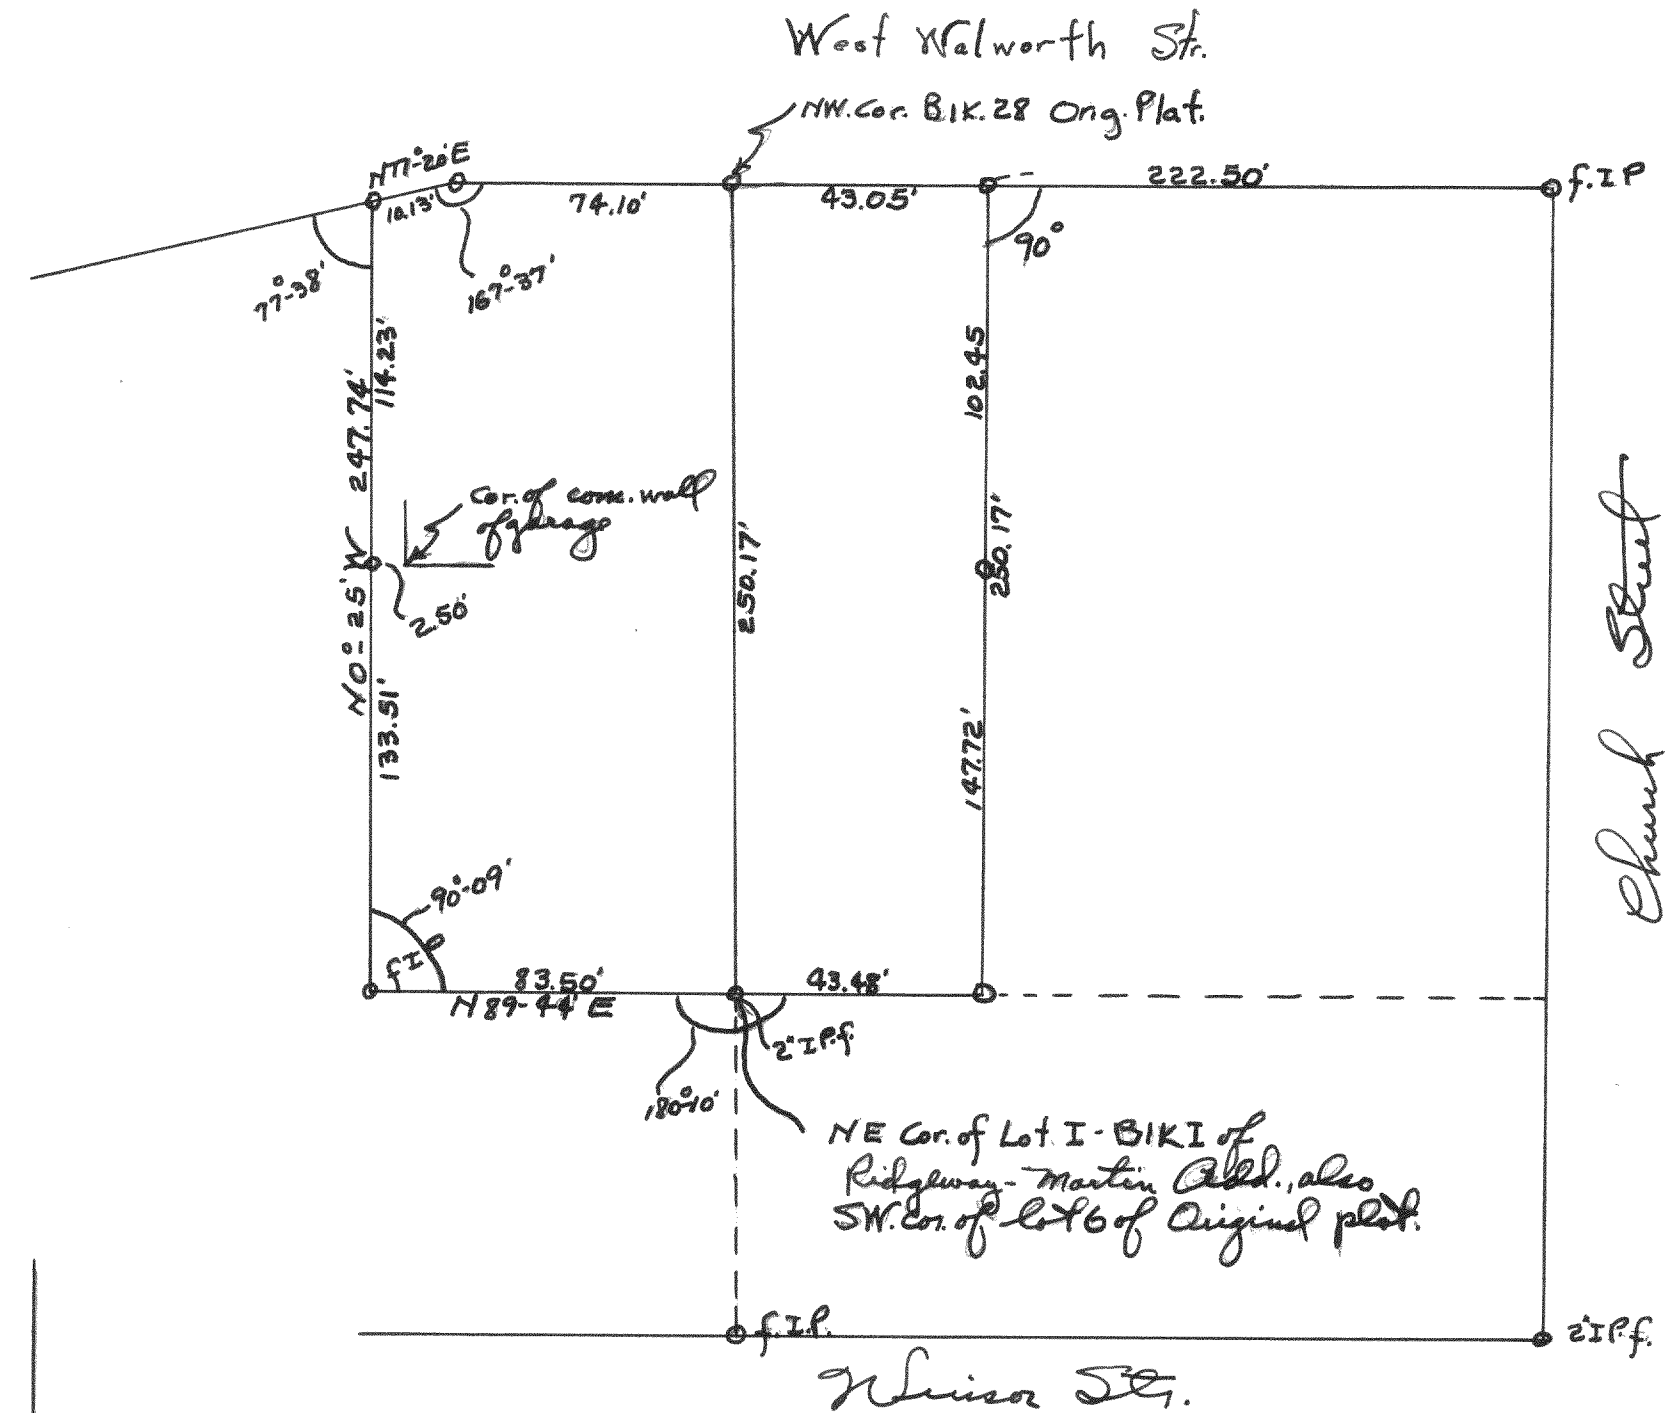 West Walworth Str.
NW. Cor. Blk. 28 Orig. Plat.
N77°-20'E
10.13'
74.10'
43.05'
222.50'
f.I P
77°-38'
167°-37'
90°
114.23'
N0°-25'W 247.74'
102.45
Cor. of conc. wall
of garage
2.50'
250.17'
250.17'
133.51'
147.72'
Church Street
90°-09'
f I P
83.50'
N 89-44' E
43.48'
2" I P.f.
180°-10'
NE Cor. of Lot I - Blk I of
Ridgeway-Martin Add., also
SW. cor. of lot 6 of Original plat.
f.I.P.
2" I P.f.
Str.